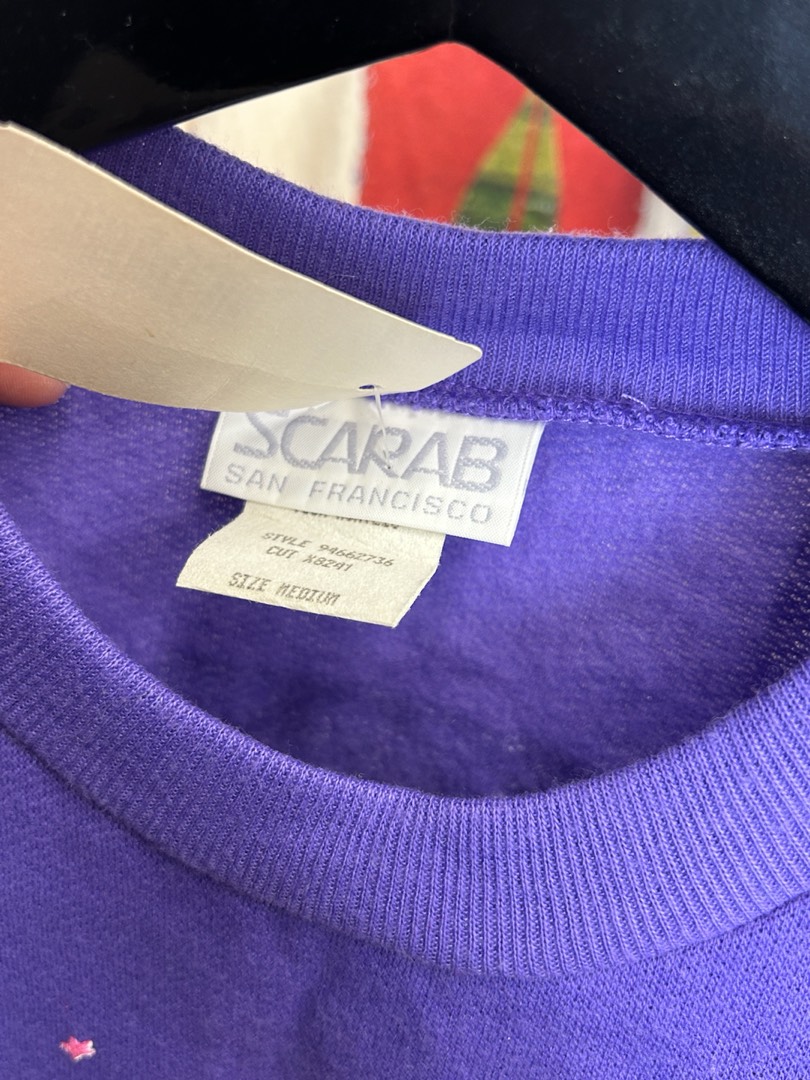 SCARAB
SAN FRANCISCO
STYLE 94662736
CUT X8241
SIZE MEDIUM